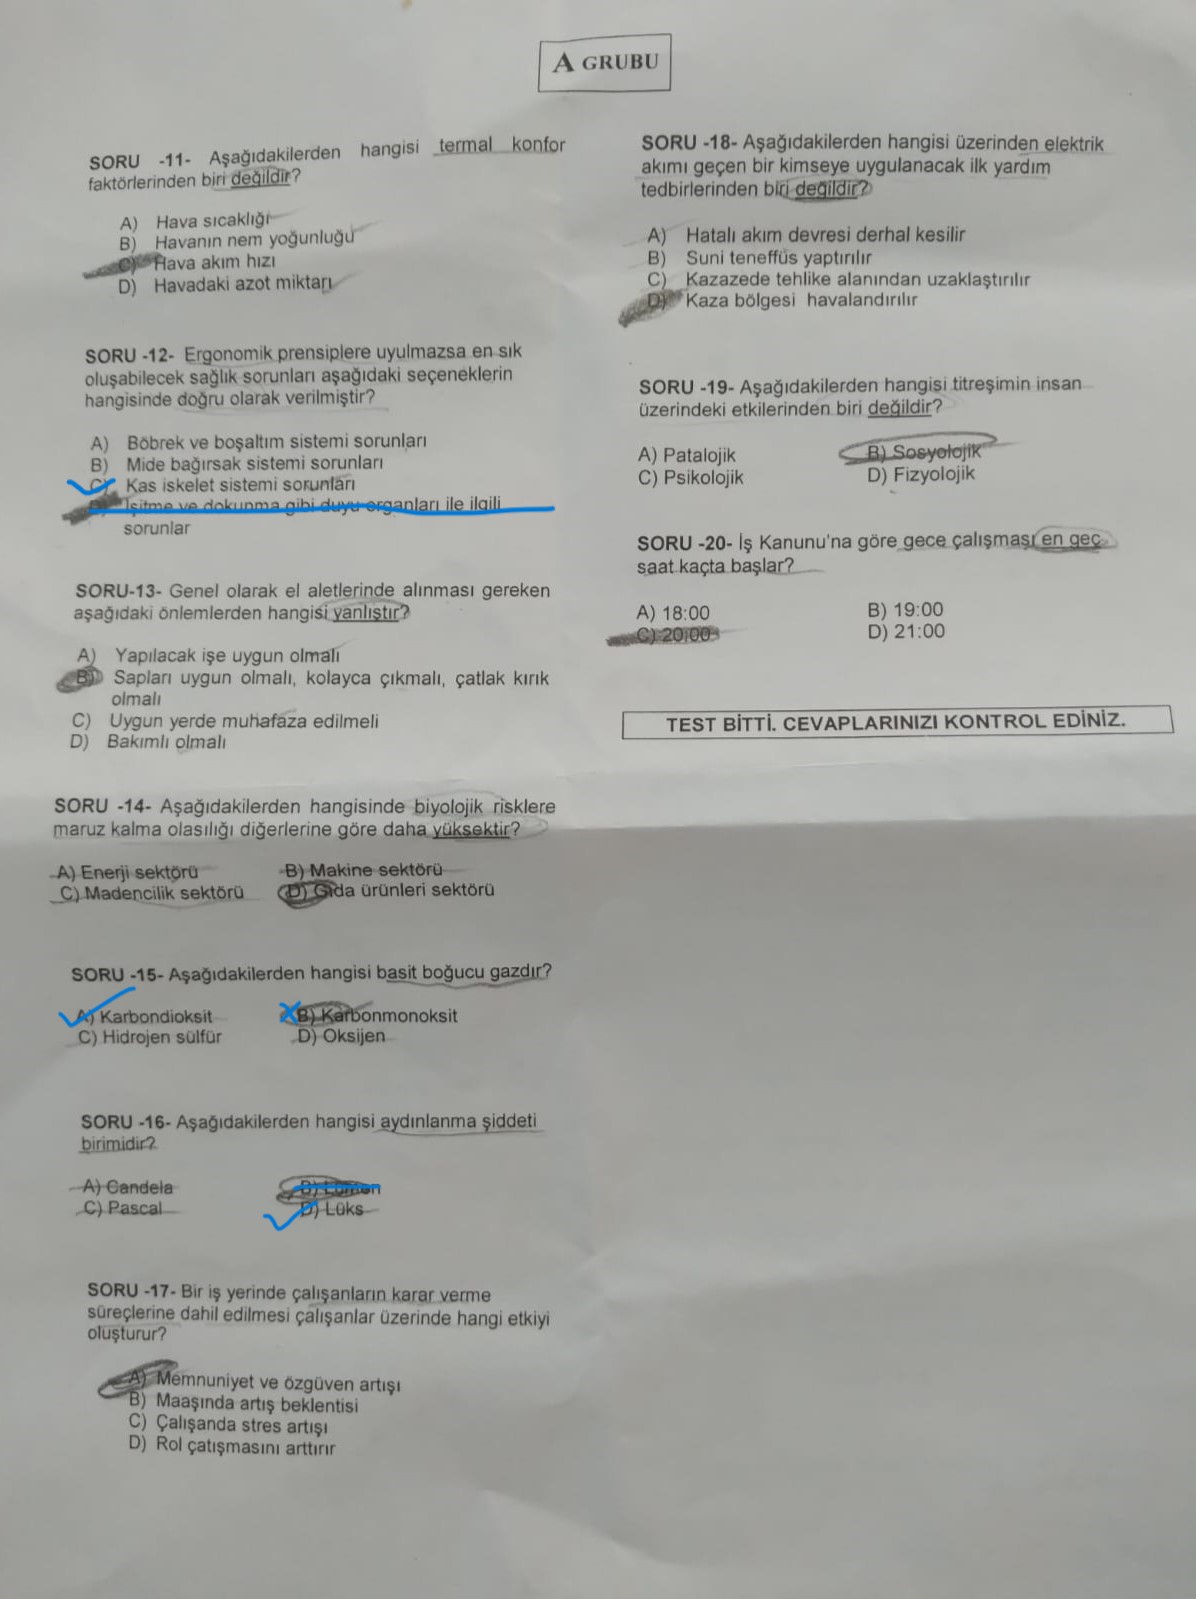 A GRUBU
SORU -11- Aşağıdakilerden hangisi termal konfor
faktörlerinden biri değildir?
A) Hava sıcaklığı
B) Havanın nem yoğunluğu
C) Hava akım hızı
D) Havadaki azot miktarı
SORU -12- Ergonomik prensiplere uyulmazsa en sık
oluşabilecek sağlık sorunları aşağıdaki seçeneklerin
hangisinde doğru olarak verilmiştir?
A) Böbrek ve boşaltım sistemi sorunları
B) Mide bağırsak sistemi sorunları
C) Kas iskelet sistemi sorunları
D) İşitme ve dokunma gibi duyu organları ile ilgili
sorunlar
SORU-13- Genel olarak el aletlerinde alınması gereken
aşağıdaki önlemlerden hangisi yanlıştır?
A) Yapılacak işe uygun olmalı
B) Sapları uygun olmalı, kolayca çıkmalı, çatlak kırık
olmalı
C) Uygun yerde muhafaza edilmeli
D) Bakımlı olmalı
SORU -14- Aşağıdakilerden hangisinde biyolojik risklere
maruz kalma olasılığı diğerlerine göre daha yüksektir?
A) Enerji sektörü B) Makine sektörü
C) Madencilik sektörü D) Gıda ürünleri sektörü
SORU -15- Aşağıdakilerden hangisi basit boğucu gazdır?
A) Karbondioksit B) Karbonmonoksit
C) Hidrojen sülfür D) Oksijen
SORU -16- Aşağıdakilerden hangisi aydınlanma şiddeti
birimidir?
A) Candela B) Lümen
C) Pascal D) Lüks
SORU -17- Bir iş yerinde çalışanların karar verme
süreçlerine dahil edilmesi çalışanlar üzerinde hangi etkiyi
oluşturur?
A) Memnuniyet ve özgüven artışı
B) Maaşında artış beklentisi
C) Çalışanda stres artışı
D) Rol çatışmasını arttırır
SORU -18- Aşağıdakilerden hangisi üzerinden elektrik
akımı geçen bir kimseye uygulanacak ilk yardım
tedbirlerinden biri değildir?
A) Hatalı akım devresi derhal kesilir
B) Suni teneffüs yaptırılır
C) Kazazede tehlike alanından uzaklaştırılır
D) Kaza bölgesi havalandırılır
SORU -19- Aşağıdakilerden hangisi titreşimin insan
üzerindeki etkilerinden biri değildir?
A) Patalojik B) Sosyolojik
C) Psikolojik D) Fizyolojik
SORU -20- İş Kanunu'na göre gece çalışması en geç
saat kaçta başlar?
A) 18:00 B) 19:00
C) 20:00 D) 21:00
TEST BİTTİ. CEVAPLARINIZI KONTROL EDİNİZ.